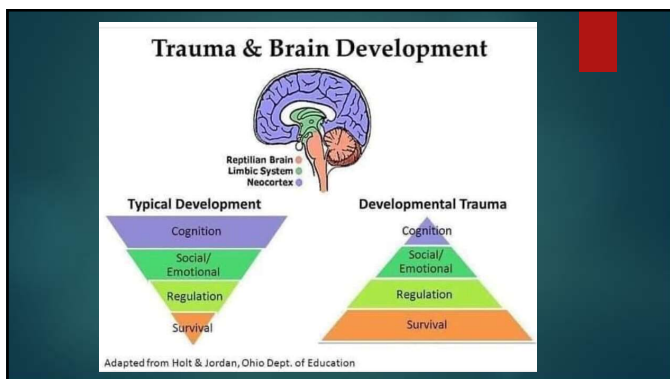 Trauma & Brain Development
Reptilian Brain
Limbic System
Neocortex
Typical Development
Cognition
Social/
Emotional
Regulation
Survival
Developmental Trauma
Cognition
Social/
Emotional
Regulation
Survival
Adapted from Holt & Jordan, Ohio Dept. of Education